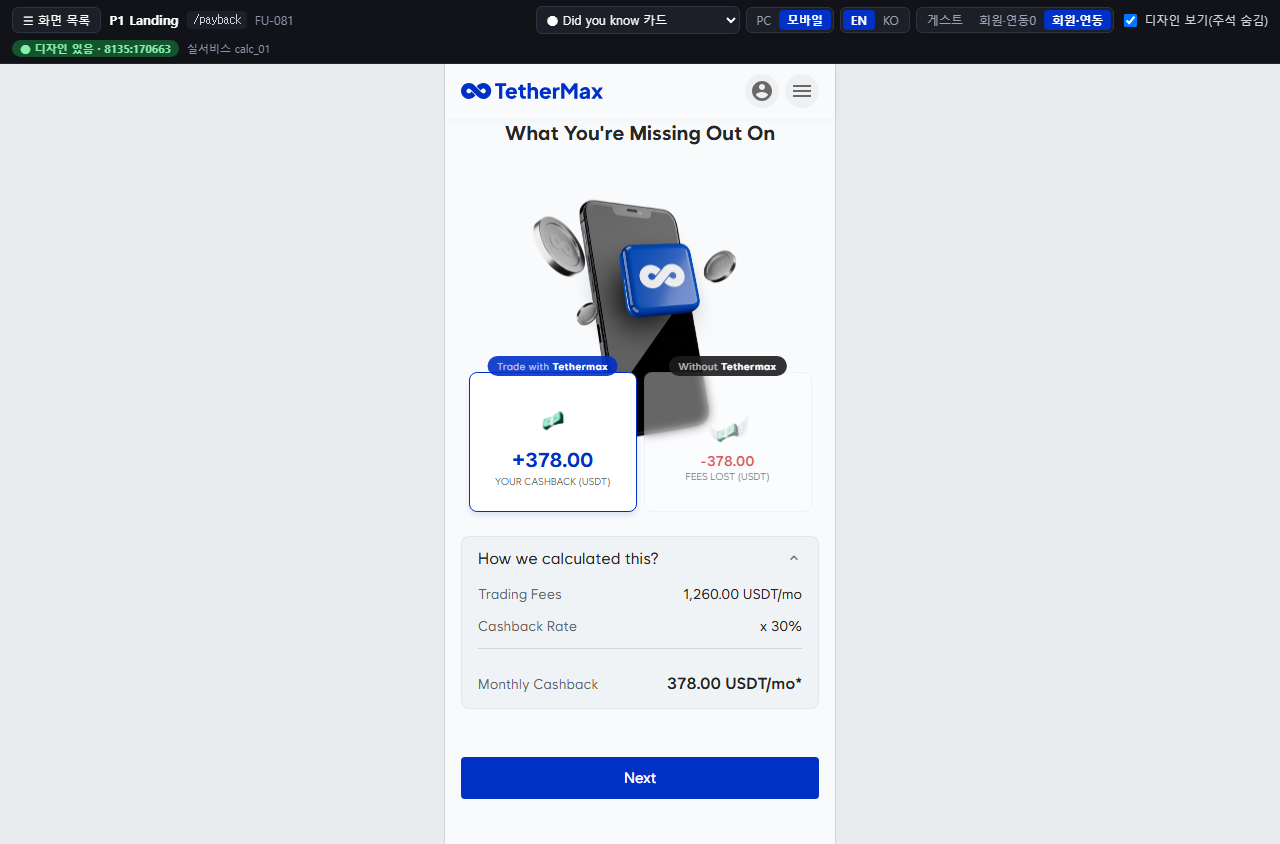 ☰ 화면 목록 P1 Landing /payback FU-081 ● Did you know 카드 PC 모바일 EN KO 게스트 회원·연동0 회원·연동 디자인 보기(주석 숨김)
● 디자인 있음 · 8135:170663 실서비스 calc_01
TetherMax
What You're Missing Out On
Trade with Tethermax
+378.00
YOUR CASHBACK (USDT)
Without Tethermax
-378.00
FEES LOST (USDT)
How we calculated this?
Trading Fees 1,260.00 USDT/mo
Cashback Rate x 30%
Monthly Cashback 378.00 USDT/mo*
Next